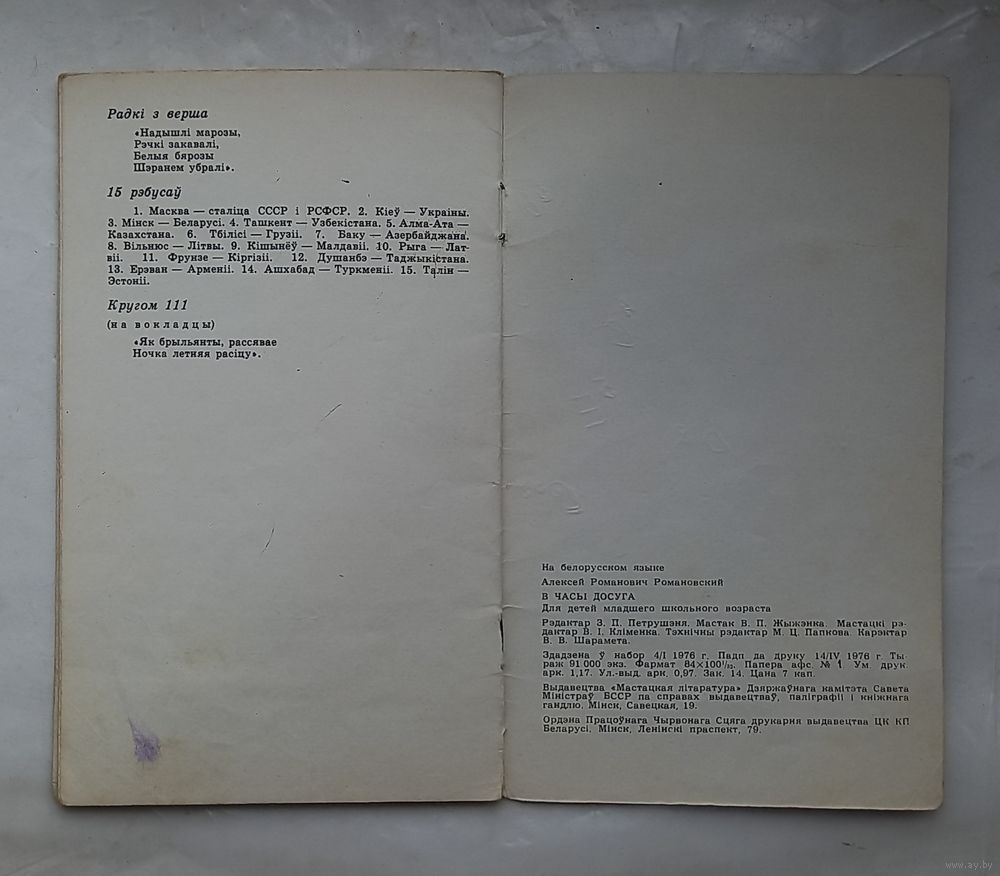 Радкі з верша
«Надышлі марозы,
Рэчкі закавалі,
Белыя бярозы
Шэранем убралі».
15 рэбусаў
1. Масква — сталіца СССР і РСФСР. 2. Кіеў — Украіны.
3. Мінск — Беларусі. 4. Ташкент — Узбекістана. 5. Алма-Ата —
Казахстана. 6. Тбілісі — Грузіі. 7. Баку — Азербайджана.
8. Вільнюс — Літвы. 9. Кішынёў — Малдавіі. 10. Рыга — Лат-
віі. 11. Фрунзе — Кіргізіі. 12. Душанбэ — Таджыкістана.
13. Ерэван — Арменіі. 14. Ашхабад — Туркменіі. 15. Талін —
Эстоніі.
Кругом 111
(на вокладцы)
«Як брыльянты, рассявае
Ночка летняя расіцу».
На белорусском языке
Алексей Романович Романовский
В ЧАСЫ ДОСУГА
Для детей младшего школьного возраста
Рэдактар З. П. Петрушэня. Мастак В. П. Жыжэнка. Мастацкі рэ-
дактар В. І. Кліменка. Тэхнічны рэдактар М. Ц. Папкова. Карэктар
В. В. Шарамета.
Здадзена ў набор 4/I 1976 г. Падп да друку 14/IV 1976 г. Ты-
раж 91 000 экз. Фармат 84×100¹/₃₂. Папера афс. № 1. Ум. друк.
арк. 1,17. Ул.-выд. арк. 0,97. Зак. 14. Цана 7 кап.
Выдавецтва «Мастацкая літаратура» Дзяржаўнага камітэта Савета
Міністраў БССР па справах выдавецтваў, паліграфіі і кніжнага
гандлю. Мінск, Савецкая, 19.
Ордэна Працоўнага Чырвонага Сцяга друкарня выдавецтва ЦК КП
Беларусі. Мінск, Ленінскі праспект, 79.
www.ay.by